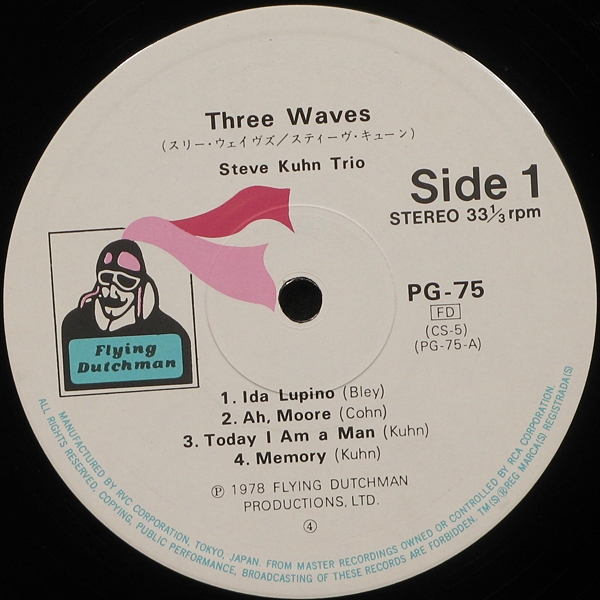 Three Waves
(スリー・ウェイヴズ/スティーヴ・キューン)
Steve Kuhn Trio
Side 1
STEREO 33⅓rpm
Flying
Dutchman
PG-75
FD
(CS-5)
(PG-75-A)
1. Ida Lupino (Bley)
2. Ah, Moore (Cohn)
3. Today I Am a Man (Kuhn)
4. Memory (Kuhn)
Ⓟ 1978 FLYING DUTCHMAN
PRODUCTIONS, LTD.
④
MANUFACTURED BY RVC CORPORATION, TOKYO, JAPAN. FROM MASTER RECORDINGS OWNED OR CONTROLLED BY RCA CORPORATION.
ALL RIGHTS RESERVED. COPYING, PUBLIC PERFORMANCE, BROADCASTING OF THESE RECORDS ARE FORBIDDEN. TM(S)®REG MARCA(S) REGISTRADA(S)